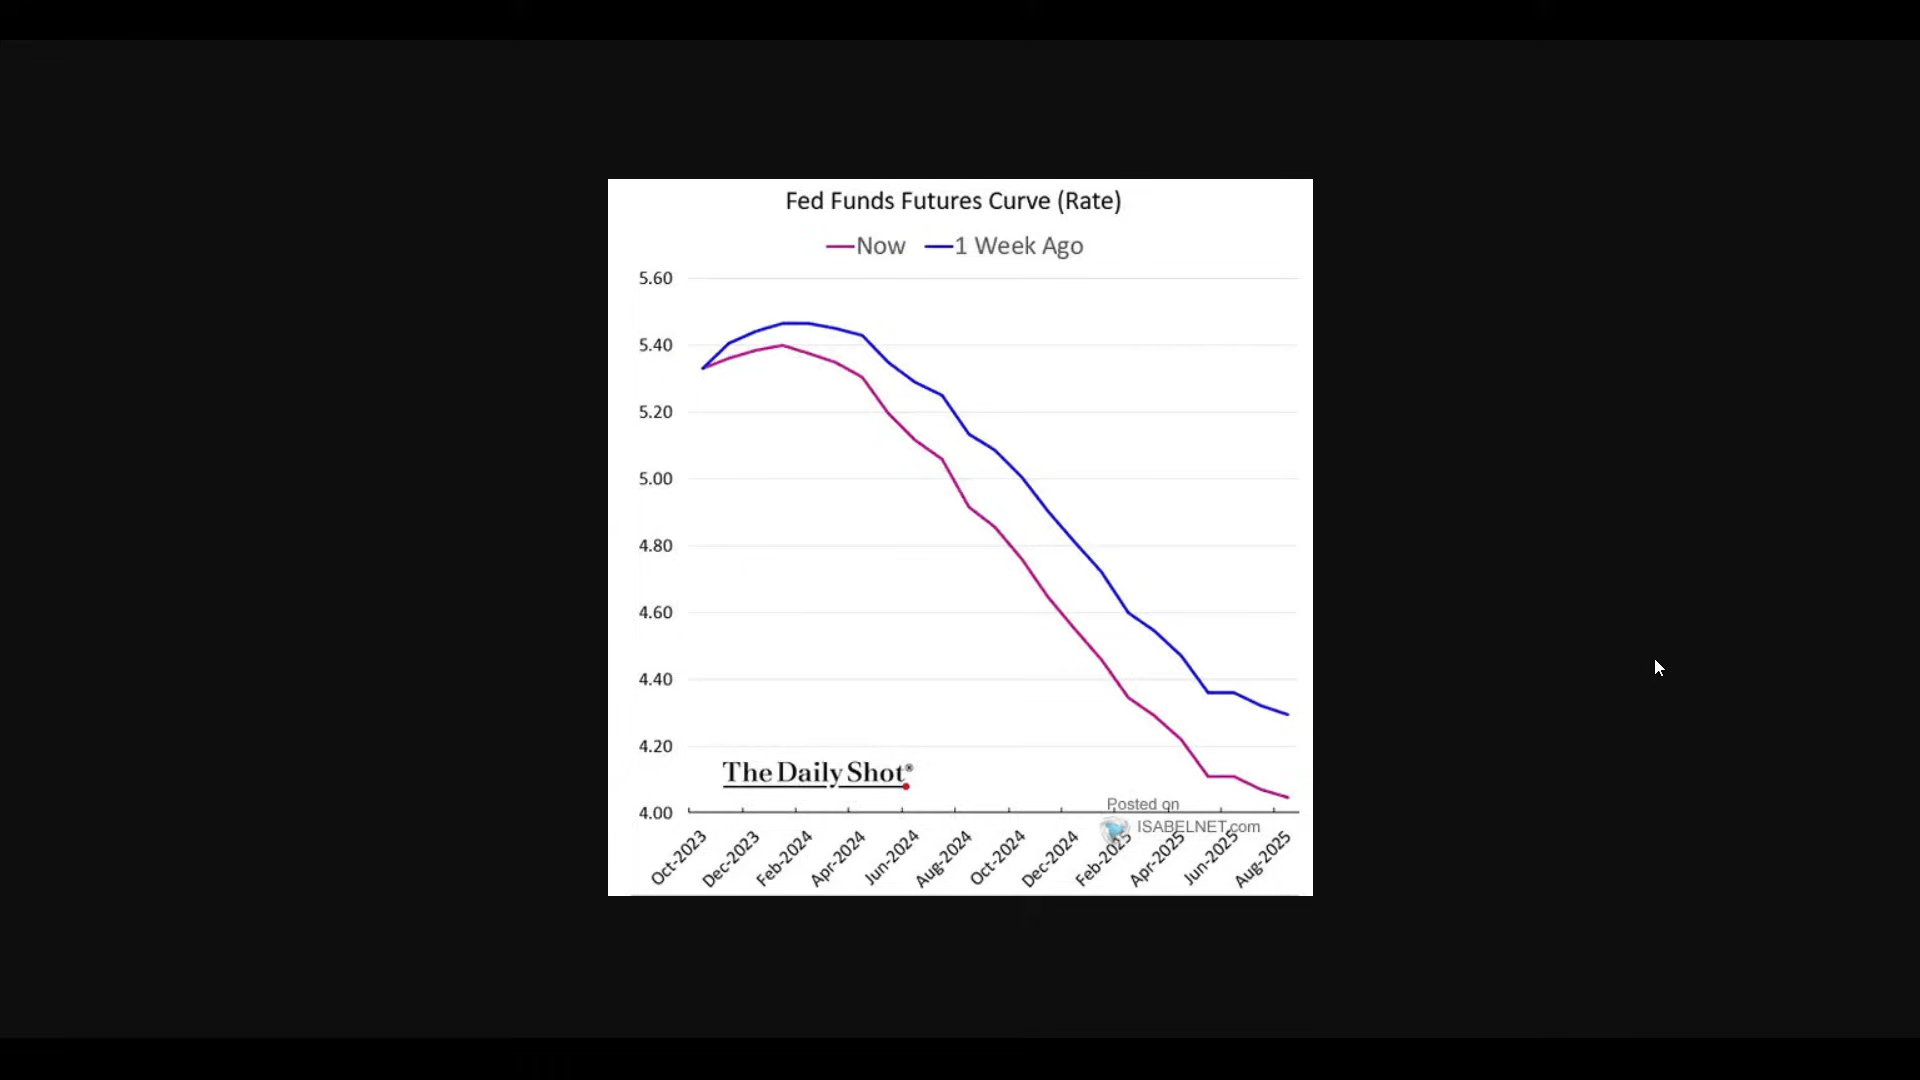 Fed Funds Futures Curve (Rate)
Now 1 Week Ago
5.60
5.40
5.20
5.00
4.80
4.60
4.40
4.20
4.00
The Daily Shot®
Posted on
ISABELNET.com
Oct-2023 Dec-2023 Feb-2024 Apr-2024 Jun-2024 Aug-2024 Oct-2024 Dec-2024 Feb-2025 Apr-2025 Jun-2025 Aug-2025